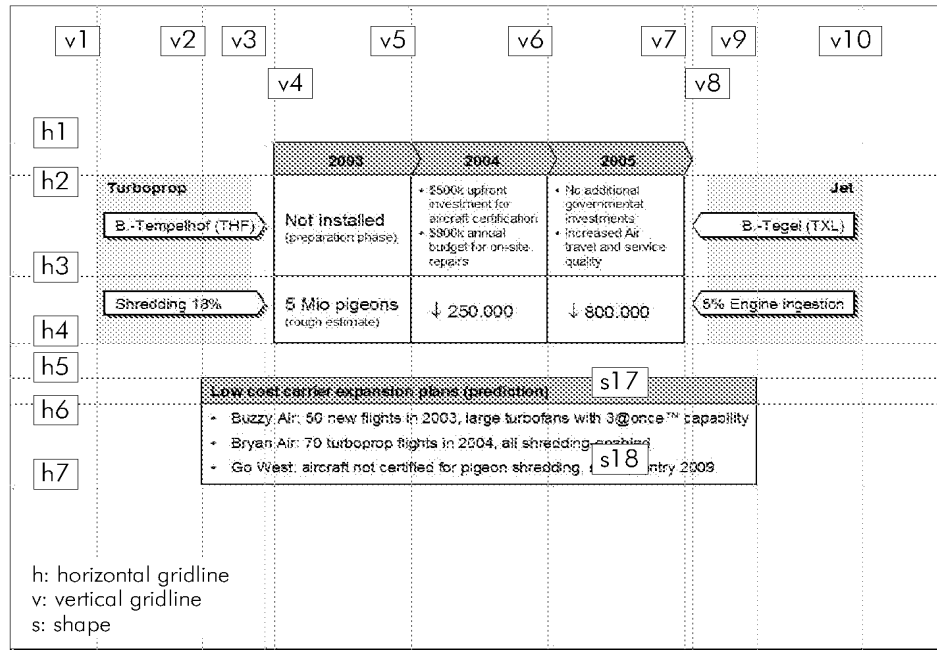 v1
v2
v3
v5
v6
v7
v9
v10
v4
v8
h1
2003
2004
2005
h2
Turboprop
Jet
B.-Tempelhof (THF)
Not installed
(preparation phase)
• $500k upfront
investment for
aircraft certification
• $800k annual
budget for on-site
repairs
• No additional
governmental
investments
• Increased Air
travel and service
quality
B.-Tegel (TXL)
h3
Shredding 18%
5 Mio pigeons
(rough estimate)
↓ 250.000
↓ 800.000
5% Engine Ingestion
h4
h5
Low cost carrier expansion plans (prediction)
s17
h6
• Buzzy Air: 50 new flights in 2003, large turbofans with 3@once™ capability
• Bryan Air: 70 turboprop flights in 2004, all shredding-enabled
s18
• Go West: aircraft not certified for pigeon shredding, entry 2009
h7
h: horizontal gridline
v: vertical gridline
s: shape